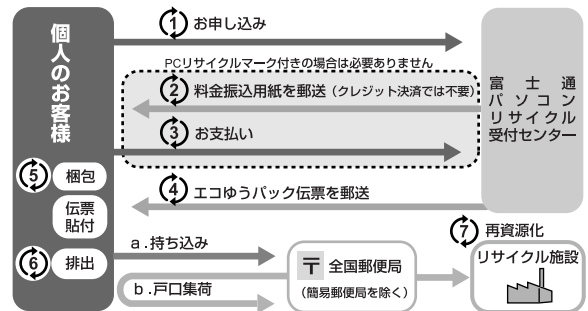 ① お申し込み
個人のお客様
PCリサイクルマーク付きの場合は必要ありません
② 料金振込用紙を郵送（クレジット決済では不要）
③ お支払い
富士通
パソコン
リサイクル
受付センター
⑤ 梱包
④ エコゆうパック伝票を郵送
伝票
貼付
⑦ 再資源化
⑥ 排出
a.持ち込み
〒 全国郵便局
（簡易郵便局を除く）
b.戸口集荷
リサイクル施設